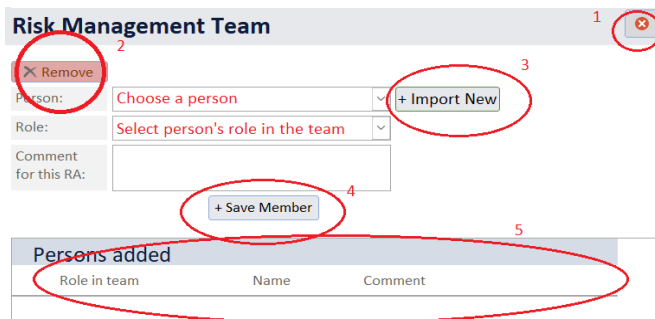 Risk Management Team
1
2
× Remove
3
Person:
Choose a person
+ Import New
Role:
Select person's role in the team
Comment
for this RA:
4
+ Save Member
5
Persons added
Role in team Name Comment